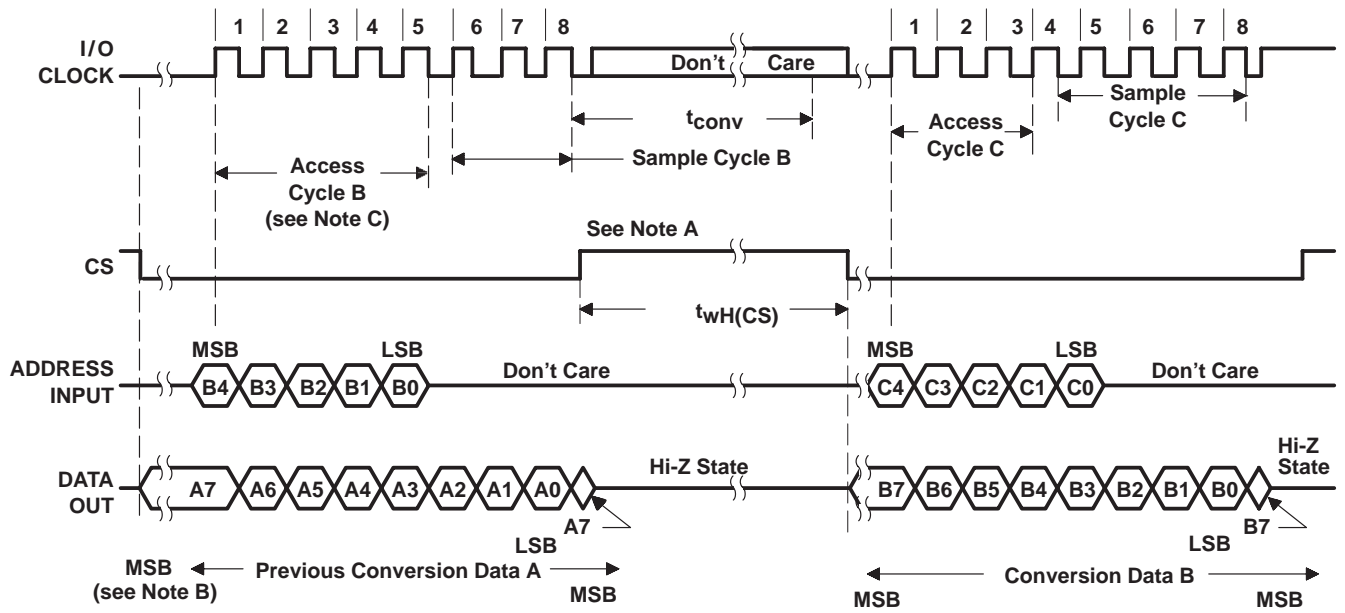 1 2 3 4 5 6 7 8 1 2 3 4 5 6 7 8
I/O
CLOCK
Don't Care
Sample
Cycle C
tconv
Access
Cycle C
Sample Cycle B
Access
Cycle B
(see Note C)
See Note A
CS
twH(CS)
MSB LSB MSB LSB
ADDRESS
INPUT
B4 B3 B2 B1 B0 Don't Care C4 C3 C2 C1 C0 Don't Care
Hi-Z
State
Hi-Z State
DATA
OUT
A7 A6 A5 A4 A3 A2 A1 A0 B7 B6 B5 B4 B3 B2 B1 B0
A7 B7
LSB LSB
MSB
(see Note B)
Previous Conversion Data A
MSB
Conversion Data B
MSB MSB